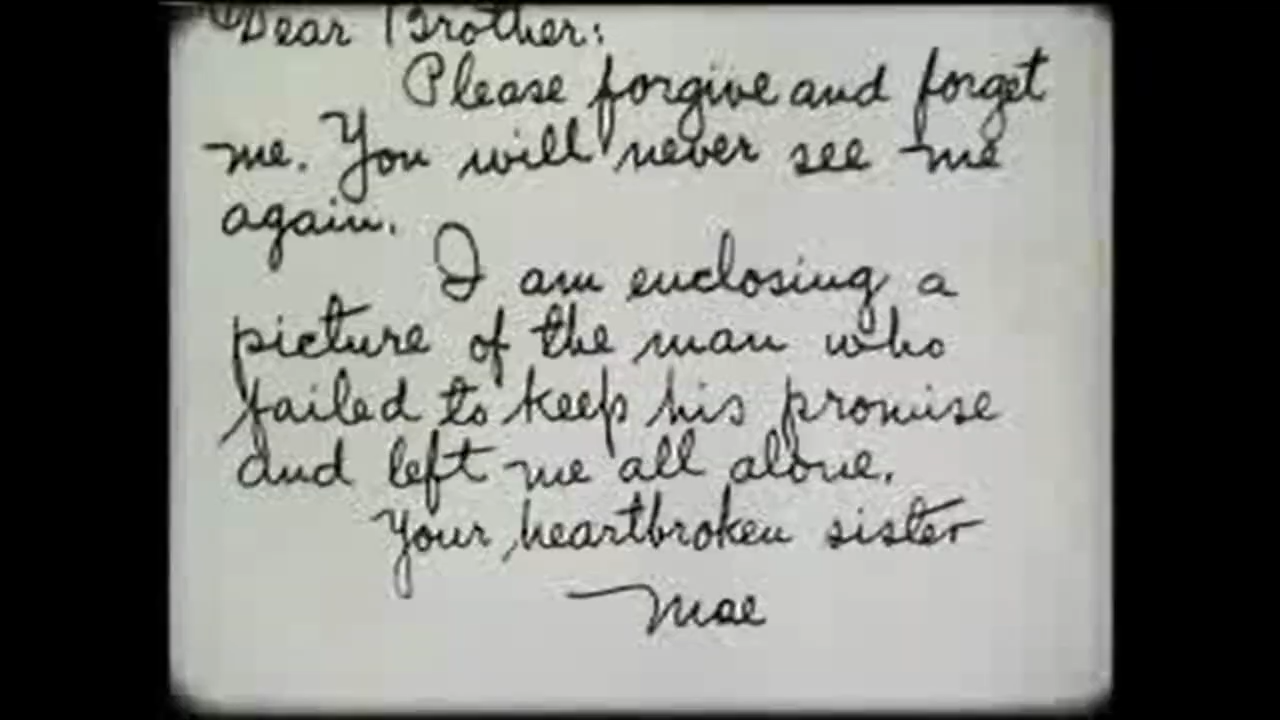 Dear Brother:
Please forgive and forget
me. You will never see me
again.
I am enclosing a
picture of the man who
failed to keep his promise
and left me all alone.
Your heartbroken sister
Mae